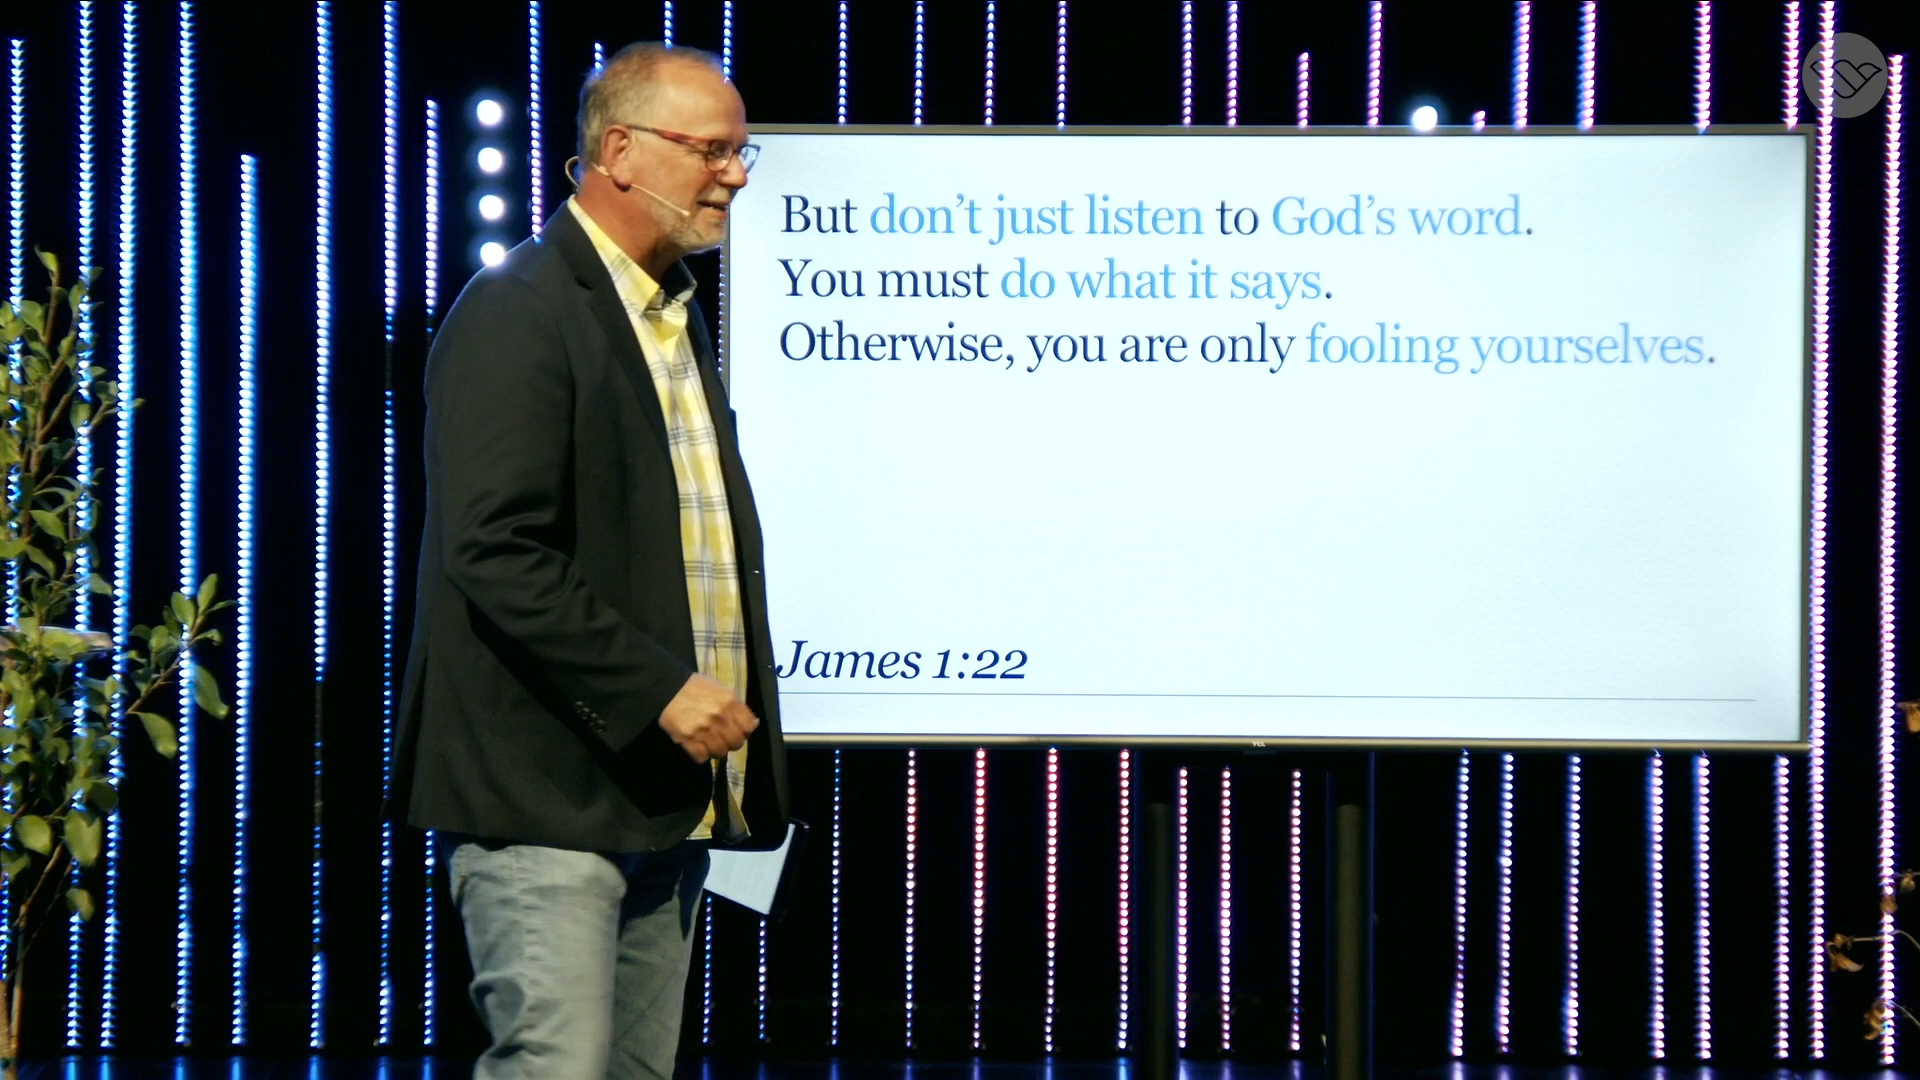 But don't just listen to God's word.
You must do what it says.
Otherwise, you are only fooling yourselves.
James 1:22
TCL